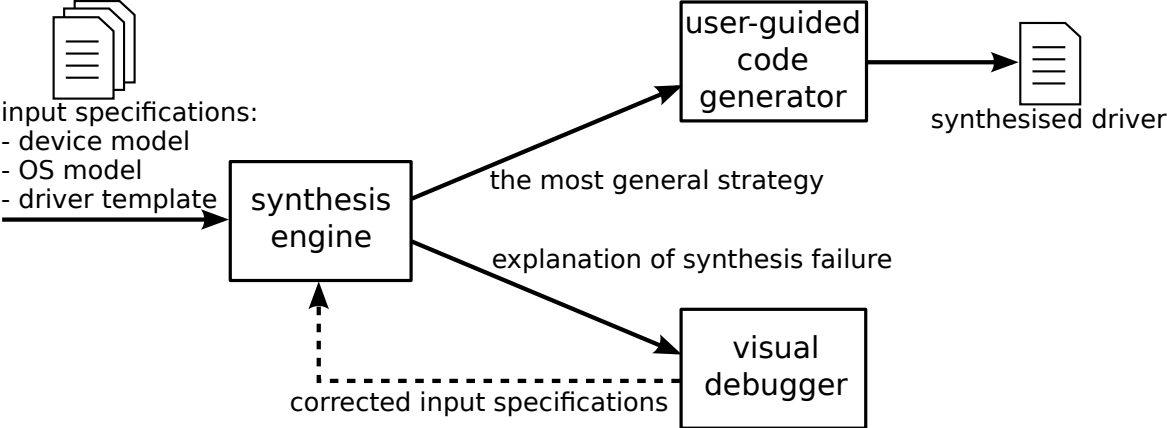 input specifications:
- device model
- OS model
- driver template
synthesis
engine
the most general strategy
user-guided
code
generator
synthesised driver
explanation of synthesis failure
visual
debugger
corrected input specifications